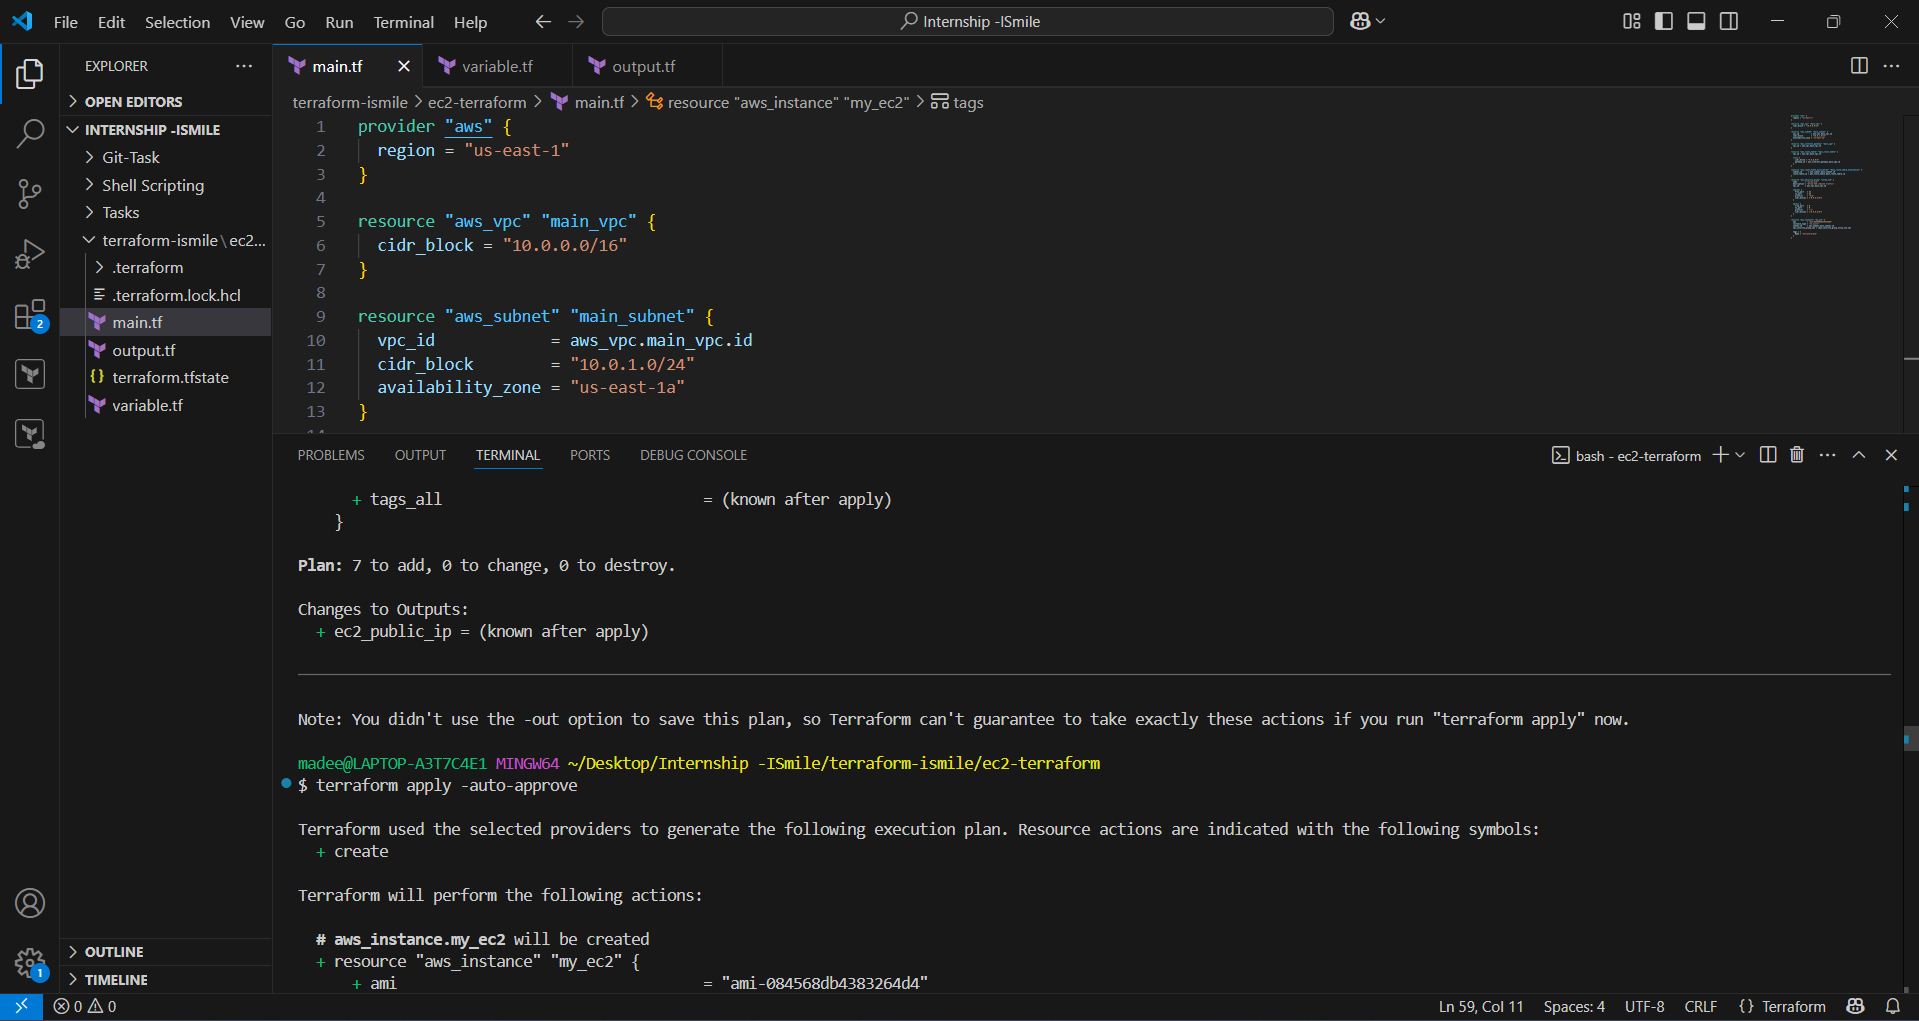 File Edit Selection View Go Run Terminal Help
Internship -ISmile
EXPLORER
main.tf
variable.tf
output.tf
OPEN EDITORS
INTERNSHIP -ISMILE
Git-Task
Shell Scripting
Tasks
terraform-ismile\ec2...
.terraform
.terraform.lock.hcl
main.tf
output.tf
{} terraform.tfstate
variable.tf
OUTLINE
TIMELINE
2
1
terraform-ismile > ec2-terraform > main.tf > resource "aws_instance" "my_ec2" > tags
1 provider "aws" {
2 region = "us-east-1"
3 }
4
5 resource "aws_vpc" "main_vpc" {
6 cidr_block = "10.0.0.0/16"
7 }
8
9 resource "aws_subnet" "main_subnet" {
10 vpc_id = aws_vpc.main_vpc.id
11 cidr_block = "10.0.1.0/24"
12 availability_zone = "us-east-1a"
13 }
14
PROBLEMS OUTPUT TERMINAL PORTS DEBUG CONSOLE
bash - ec2-terraform
+ tags_all = (known after apply)
}
Plan: 7 to add, 0 to change, 0 to destroy.
Changes to Outputs:
+ ec2_public_ip = (known after apply)
Note: You didn't use the -out option to save this plan, so Terraform can't guarantee to take exactly these actions if you run "terraform apply" now.
madee@LAPTOP-A3T7C4E1 MINGW64 ~/Desktop/Internship -ISmile/terraform-ismile/ec2-terraform
$ terraform apply -auto-approve
Terraform used the selected providers to generate the following execution plan. Resource actions are indicated with the following symbols:
+ create
Terraform will perform the following actions:
# aws_instance.my_ec2 will be created
+ resource "aws_instance" "my_ec2" {
+ ami = "ami-084568db4383264d4"
0 0
Ln 59, Col 11 Spaces: 4 UTF-8 CRLF {} Terraform